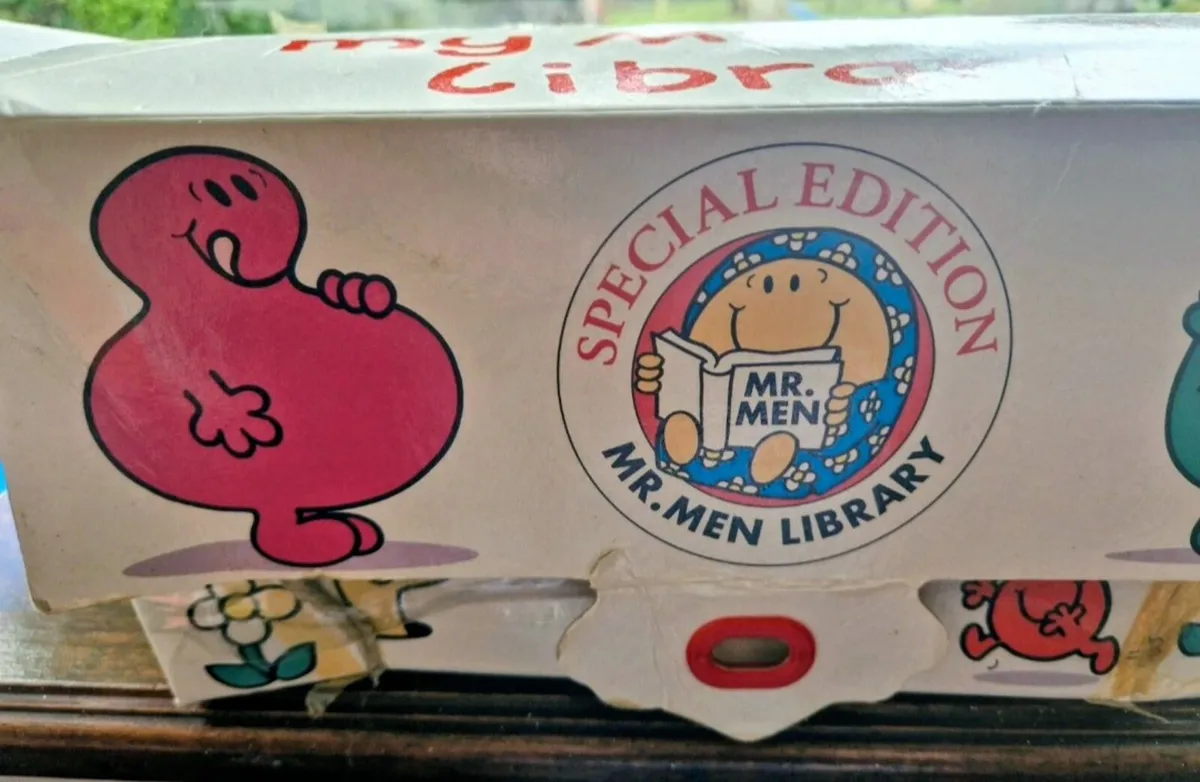 my M
Libra
SPECIAL EDITION
MR.
MEN
MR. MEN LIBRARY